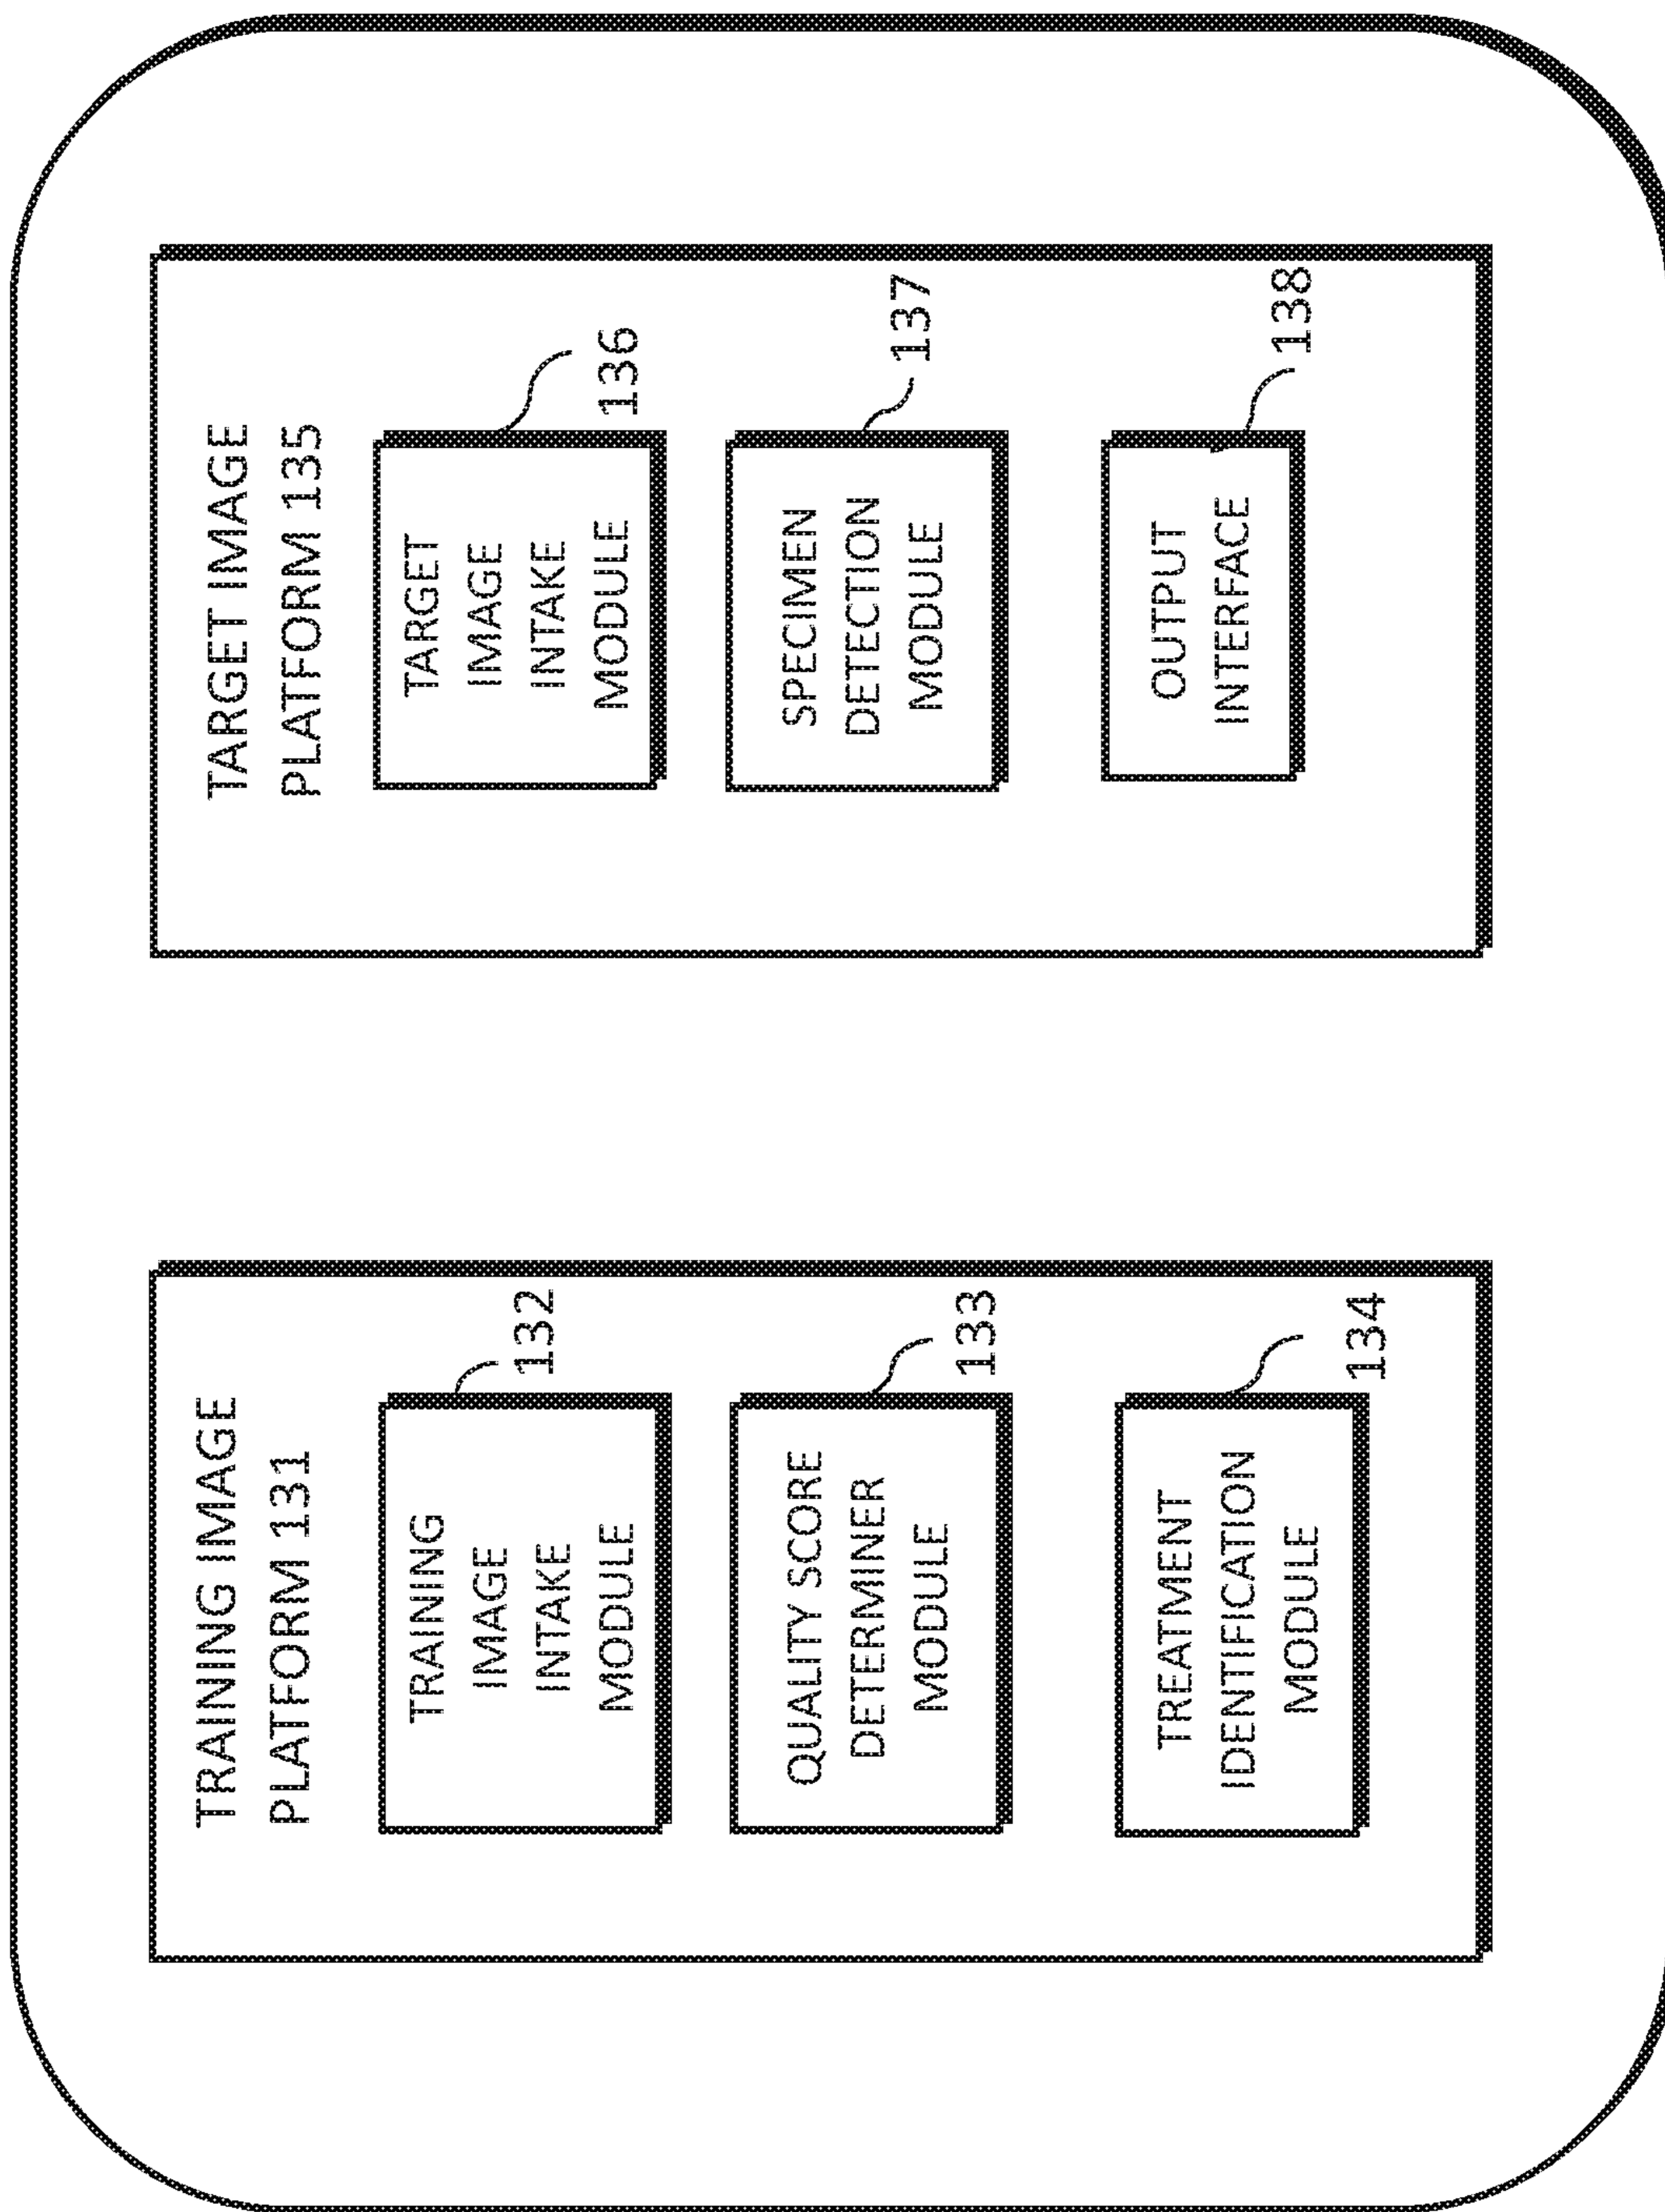 TRAINING IMAGE
PLATFORM 131
TRAINING
IMAGE
INTAKE
MODULE
132
QUALITY SCORE
DETERMINER
MODULE
133
TREATMENT
IDENTIFICATION
MODULE
134
TARGET IMAGE
PLATFORM 135
TARGET
IMAGE
INTAKE
MODULE
136
SPECIMEN
DETECTION
MODULE
137
OUTPUT
INTERFACE
138